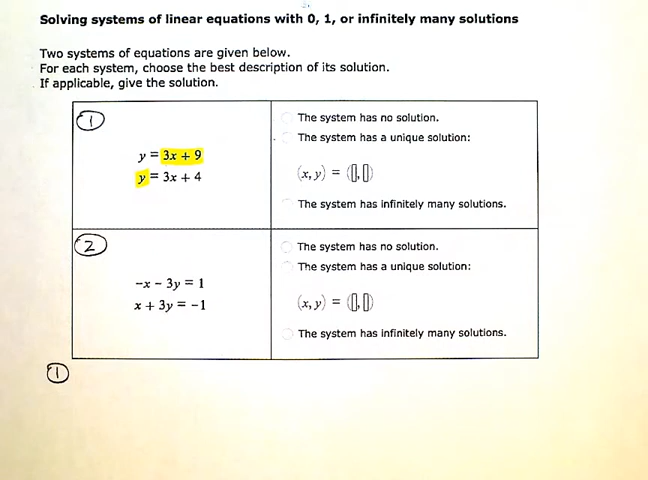 Solving systems of linear equations with 0, 1, or infinitely many solutions
Two systems of equations are given below.
For each system, choose the best description of its solution.
If applicable, give the solution.
1
y = 3x + 9
y = 3x + 4
The system has no solution.
The system has a unique solution:
(x, y) = (▯, ▯)
The system has infinitely many solutions.
2
-x - 3y = 1
x + 3y = -1
The system has no solution.
The system has a unique solution:
(x, y) = (▯, ▯)
The system has infinitely many solutions.
1